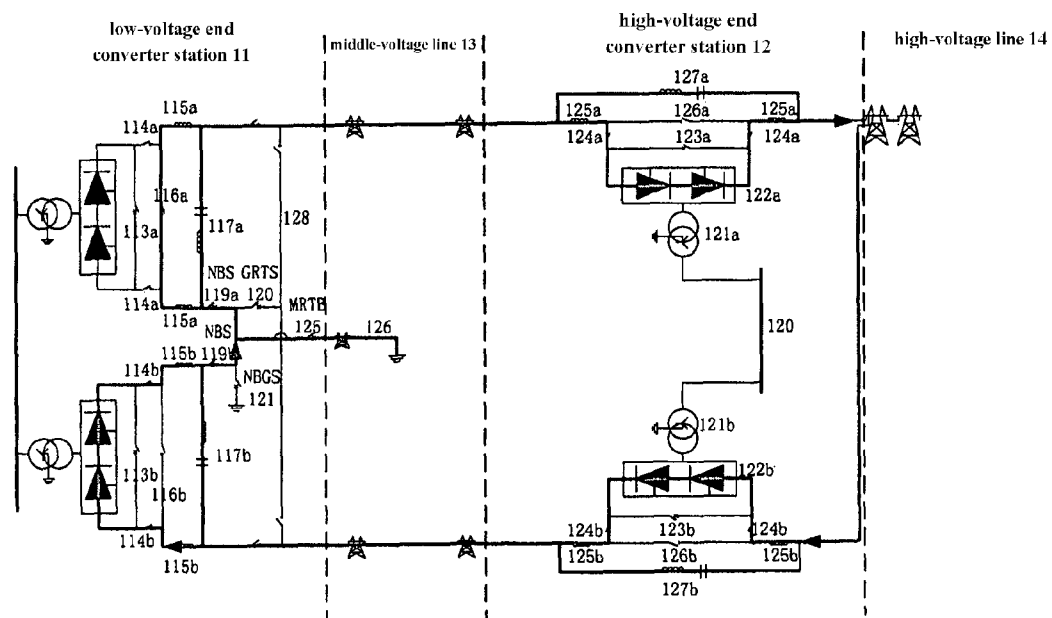 low-voltage end
converter station 11
middle-voltage line 13
high-voltage end
converter station 12
high-voltage line 14
127a
115a
125a
126a
125a
114a
124a
123a
124a
116a
122a
117a
128
113a
121a
NBS GRTS
114a
119a 120
MRTB
115a
NBS
125
126
120
115b
119b
114b
NBGS
121
121b
117b
122b
113b
116b
124b
123b
124b
114b
125b
126b
125b
115b
127b